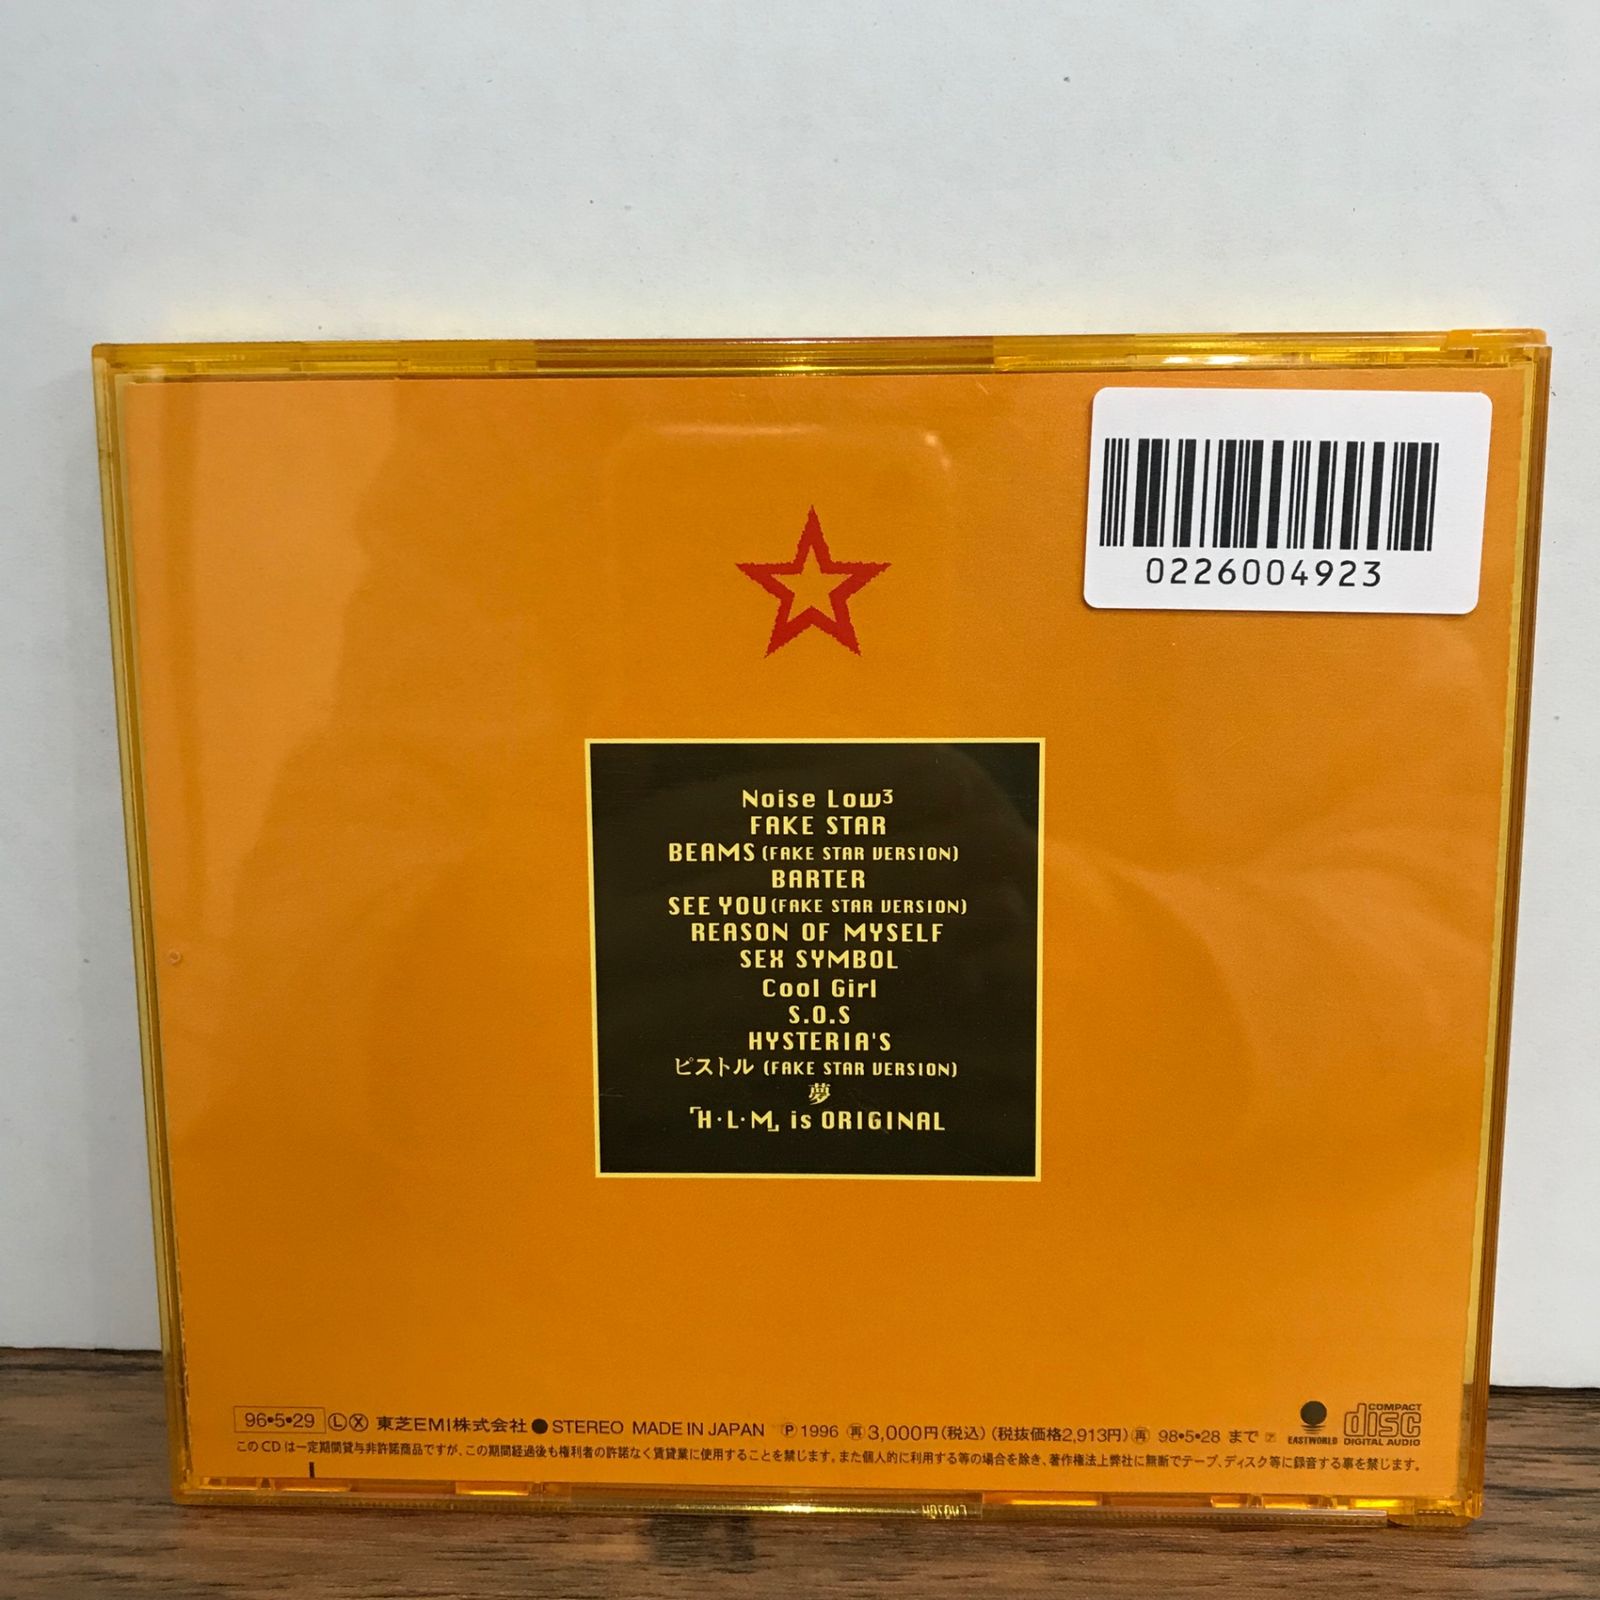 0226004923
Noise Low³
FAKE STAR
BEAMS (FAKE STAR VERSION)
BARTER
SEE YOU (FAKE STAR VERSION)
REASON OF MYSELF
SEX SYMBOL
Cool Girl
S.O.S
HYSTERIA'S
ピストル (FAKE STAR VERSION)
夢
「H・L・M」 is ORIGINAL
96•5•29 Ⓛ Ⓧ 東芝EMI株式会社 ● STEREO MADE IN JAPAN Ⓟ 1996 ㊮ 3,000円(税込) (税抜価格2,913円) 再 98•5•28 まで
このCDは一定期間貸与非許諾商品ですが、この期間経過後も権利者の許諾なく賃貸業に使用することを禁じます。また個人的に利用する等の場合を除き、著作権法上弊社に無断でテープ、ディスク等に録音する事を禁じます。
EASTWORLD
COMPACT
disc
DIGITAL AUDIO